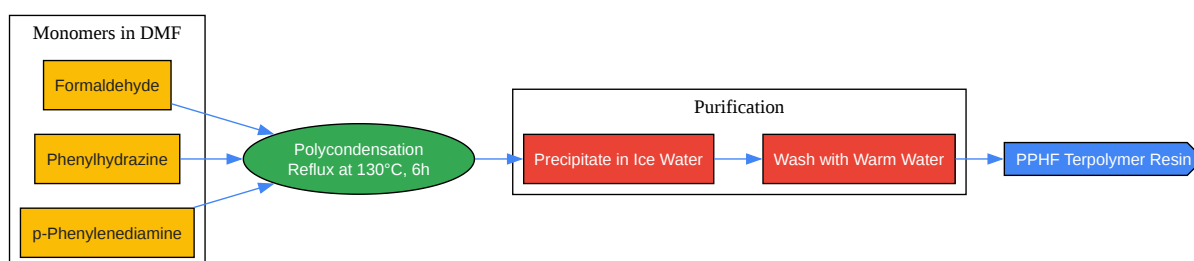 Monomers in DMF
Formaldehyde
Phenylhydrazine
p-Phenylenediamine
Polycondensation
Reflux at 130°C, 6h
Purification
Precipitate in Ice Water
Wash with Warm Water
PPHF Terpolymer Resin